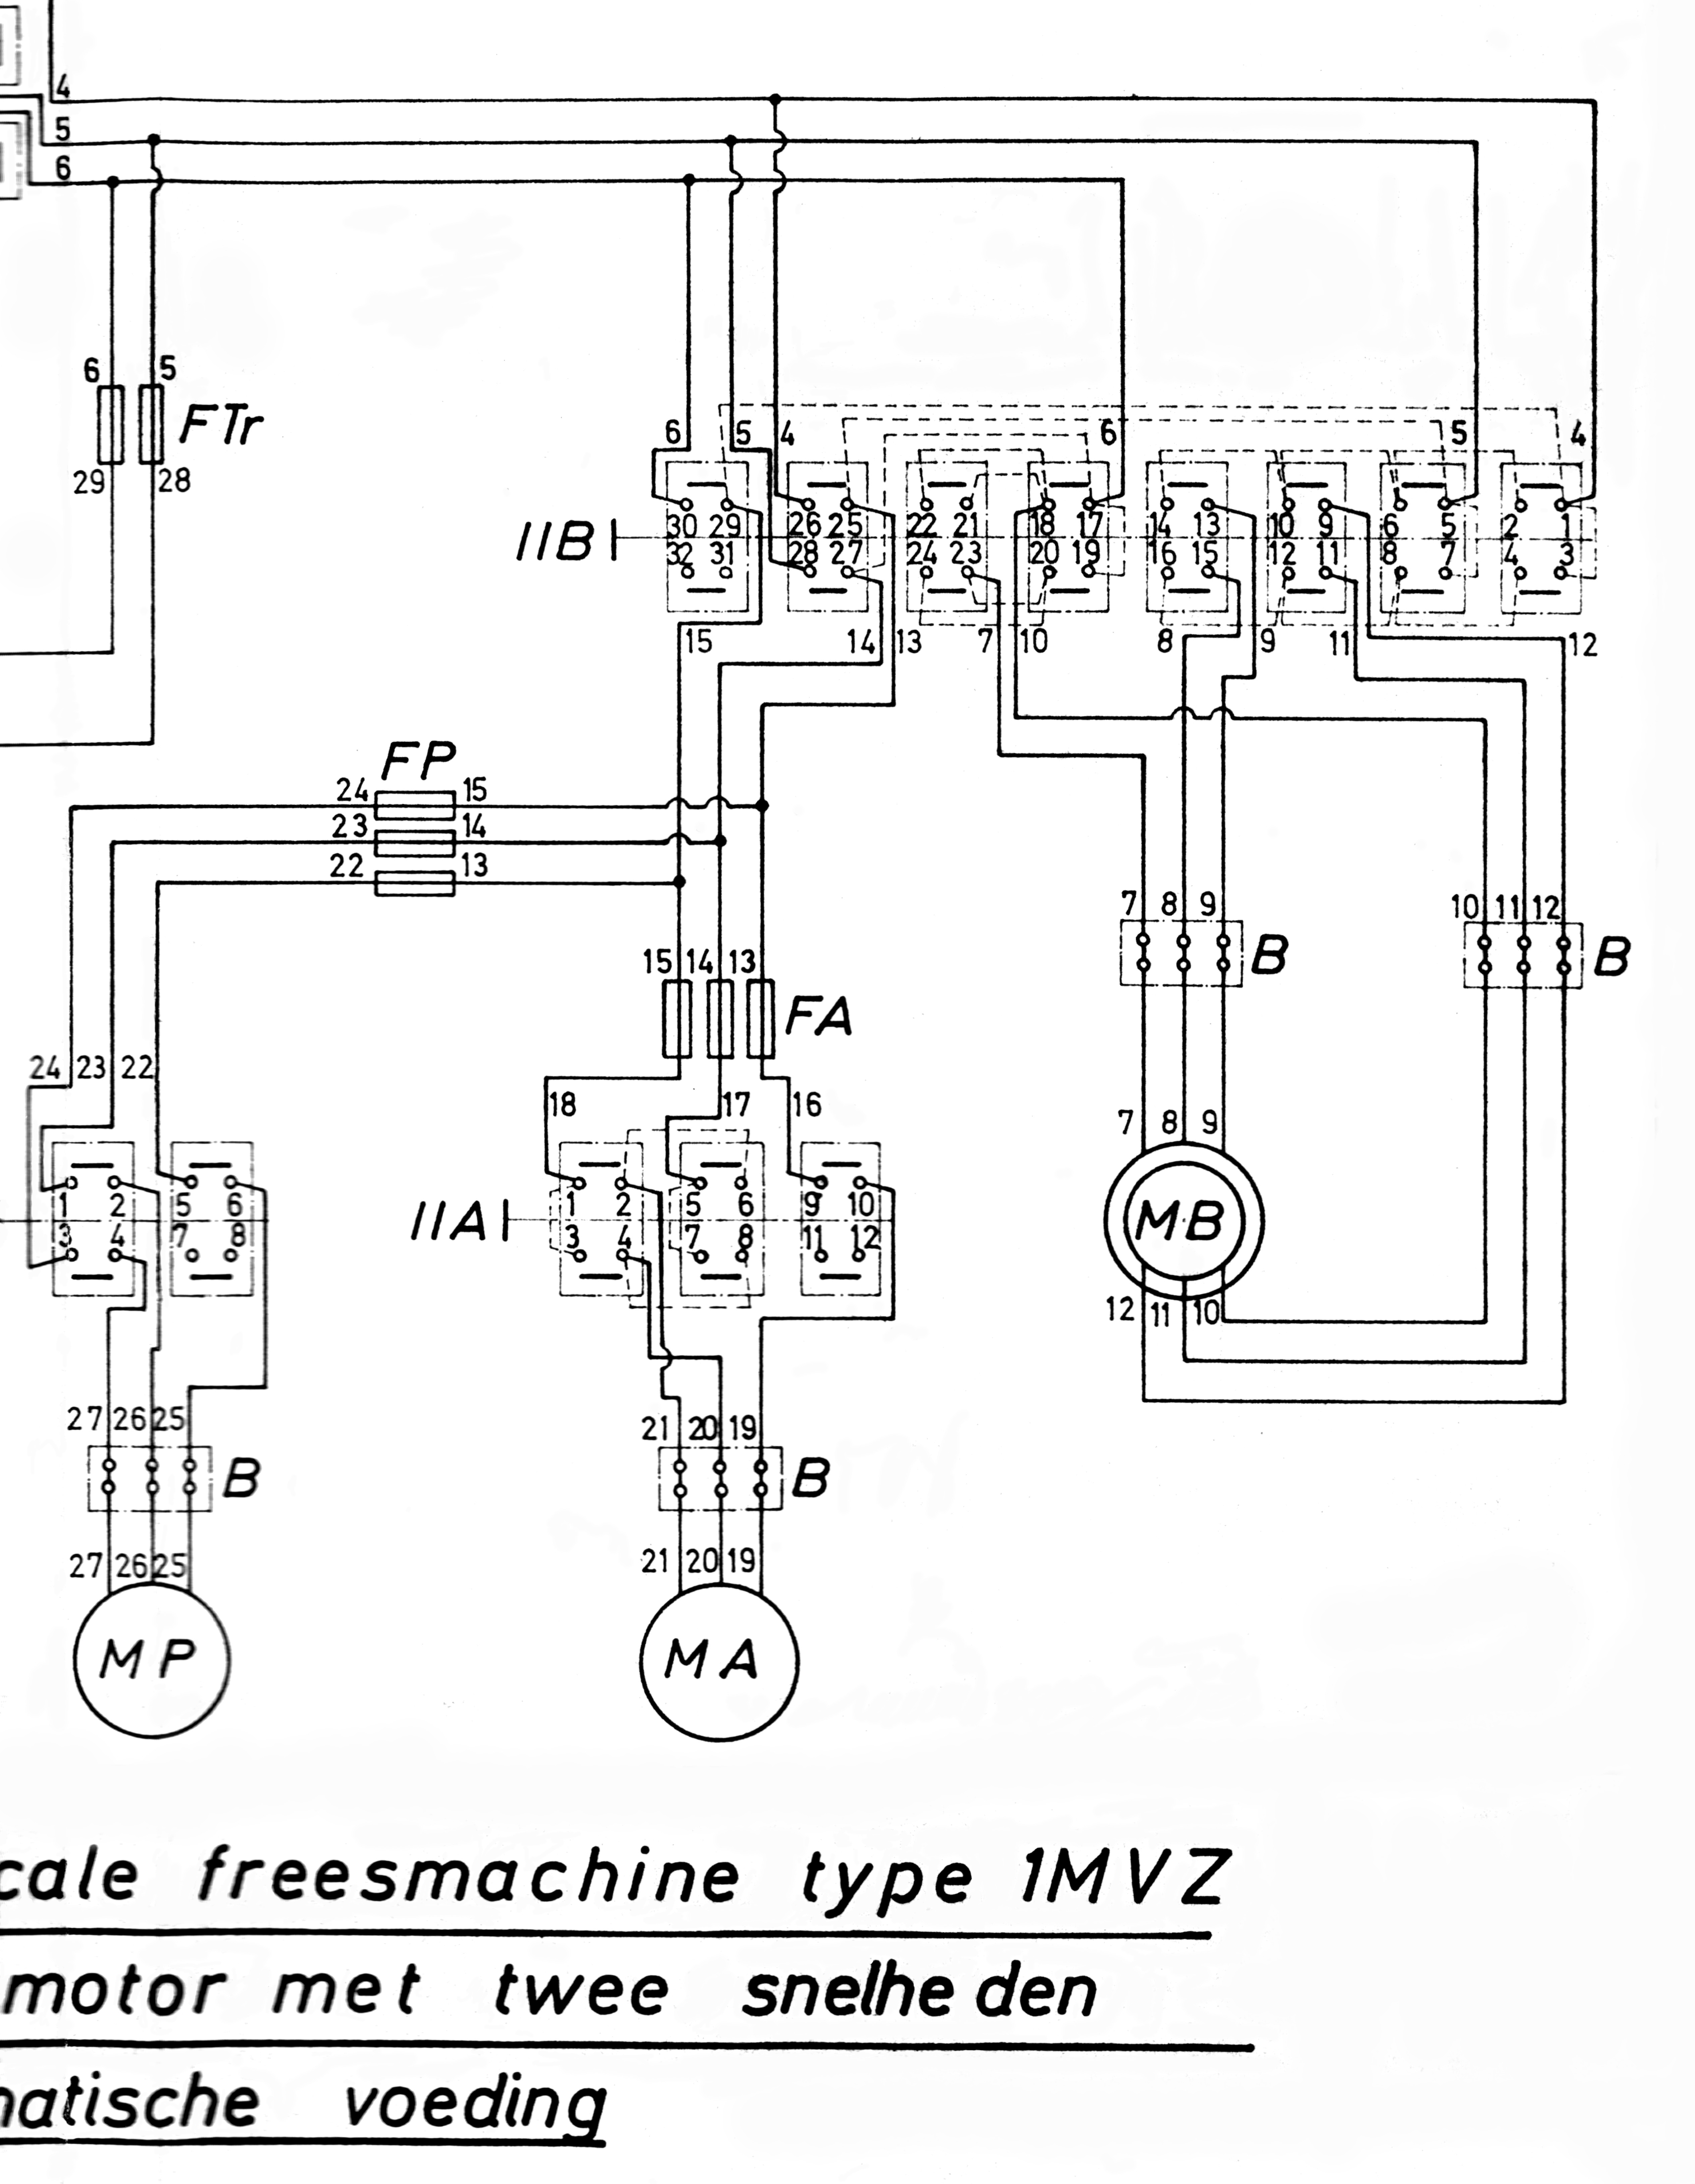 4
5
6
6 5
FTr
29 28
6 5 4 6 5 4
30 29 26 25 22 21 18 17 14 13 10 9 6 5 2 1
11B
32 31 28 27 24 23 20 19 16 15 12 11 8 7 4 3
15 14 13 7 10 8 9 11 12
FP
24 15
23 14
22 13
7 8 9 10 11 12
B B
15 14 13
FA
24 23 22
18 17 16
7 8 9
1 2 5 6 1 2 5 6 9 10
11A
MB
3 4 7 8 3 4 7 8 11 12
12 11 10
27 26 25 21 20 19
B B
27 26 25 21 20 19
MP MA
cale freesmachine type 1MVZ
motor met twee snelheden
atische voeding